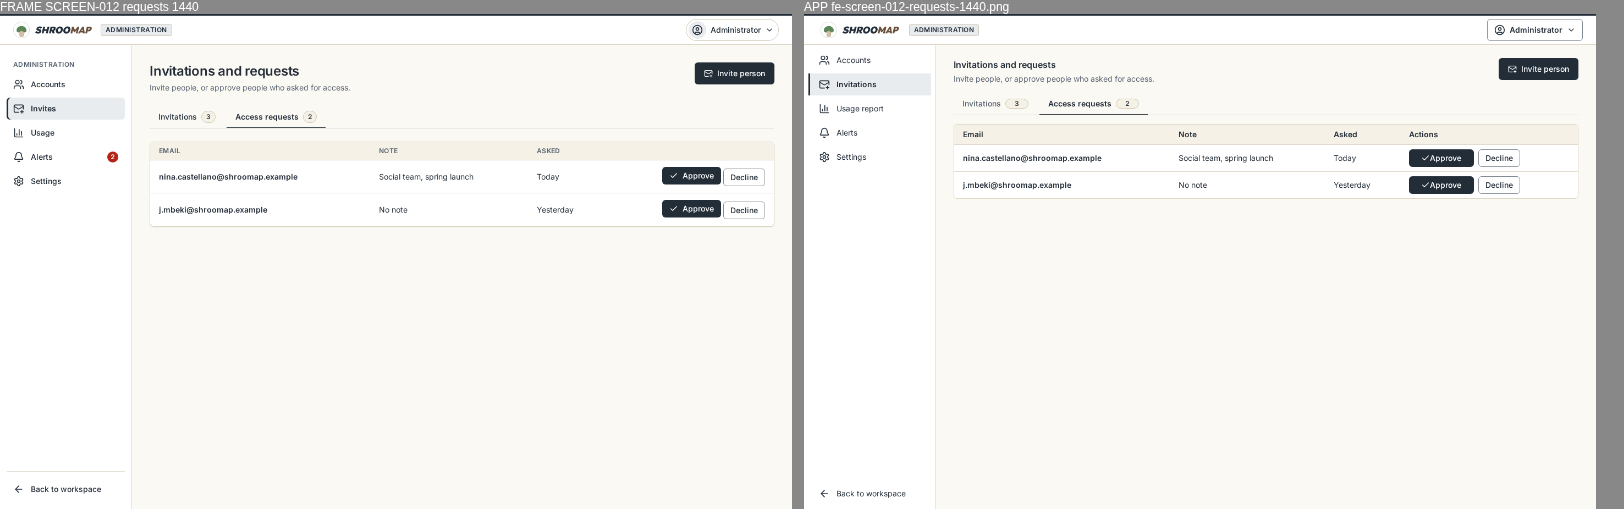 FRAME SCREEN-012 requests 1440
SHROOMAP ADMINISTRATION Administrator
ADMINISTRATION
Accounts
Invites
Usage
Alerts 2
Settings
Back to workspace
Invitations and requests
Invite people, or approve people who asked for access.
Invite person
Invitations 3 Access requests 2
EMAIL NOTE ASKED
nina.castellano@shroomap.example Social team, spring launch Today Approve Decline
j.mbeki@shroomap.example No note Yesterday Approve Decline
APP fe-screen-012-requests-1440.png
SHROOMAP ADMINISTRATION Administrator
Accounts
Invitations
Usage report
Alerts
Settings
Back to workspace
Invitations and requests
Invite people, or approve people who asked for access.
Invite person
Invitations 3 Access requests 2
Email Note Asked Actions
nina.castellano@shroomap.example Social team, spring launch Today Approve Decline
j.mbeki@shroomap.example No note Yesterday Approve Decline